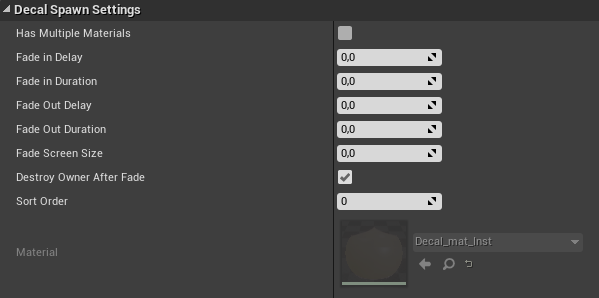 Decal Spawn Settings
Has Multiple Materials
Fade in Delay 0,0
Fade in Duration 0,0
Fade Out Delay 0,0
Fade Out Duration 0,0
Fade Screen Size 0,0
Destroy Owner After Fade
Sort Order 0
Material Decal_mat_Inst